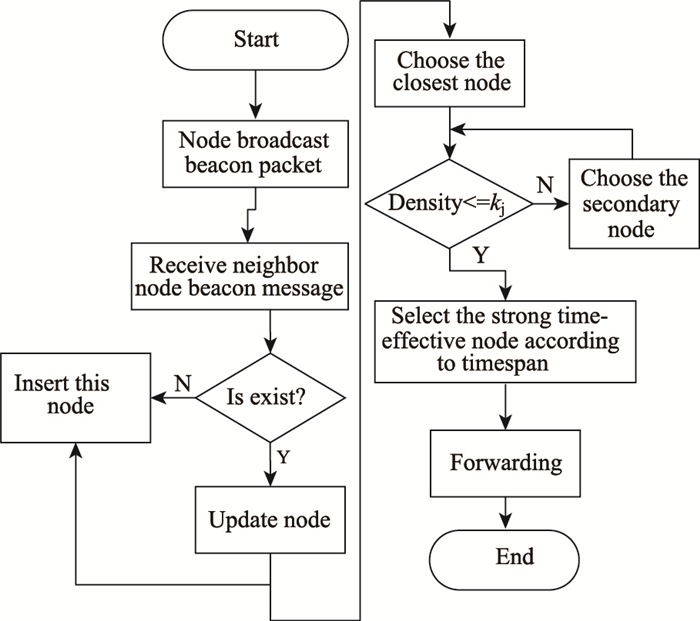 Start
Node broadcast
beacon packet
Receive neighbor
node beacon message
Is exist?
N
Insert this
node
Y
Update node
Choose the
closest node
Density<=kj
N
Choose the
secondary
node
Y
Select the strong time-
effective node according
to timespan
Forwarding
End